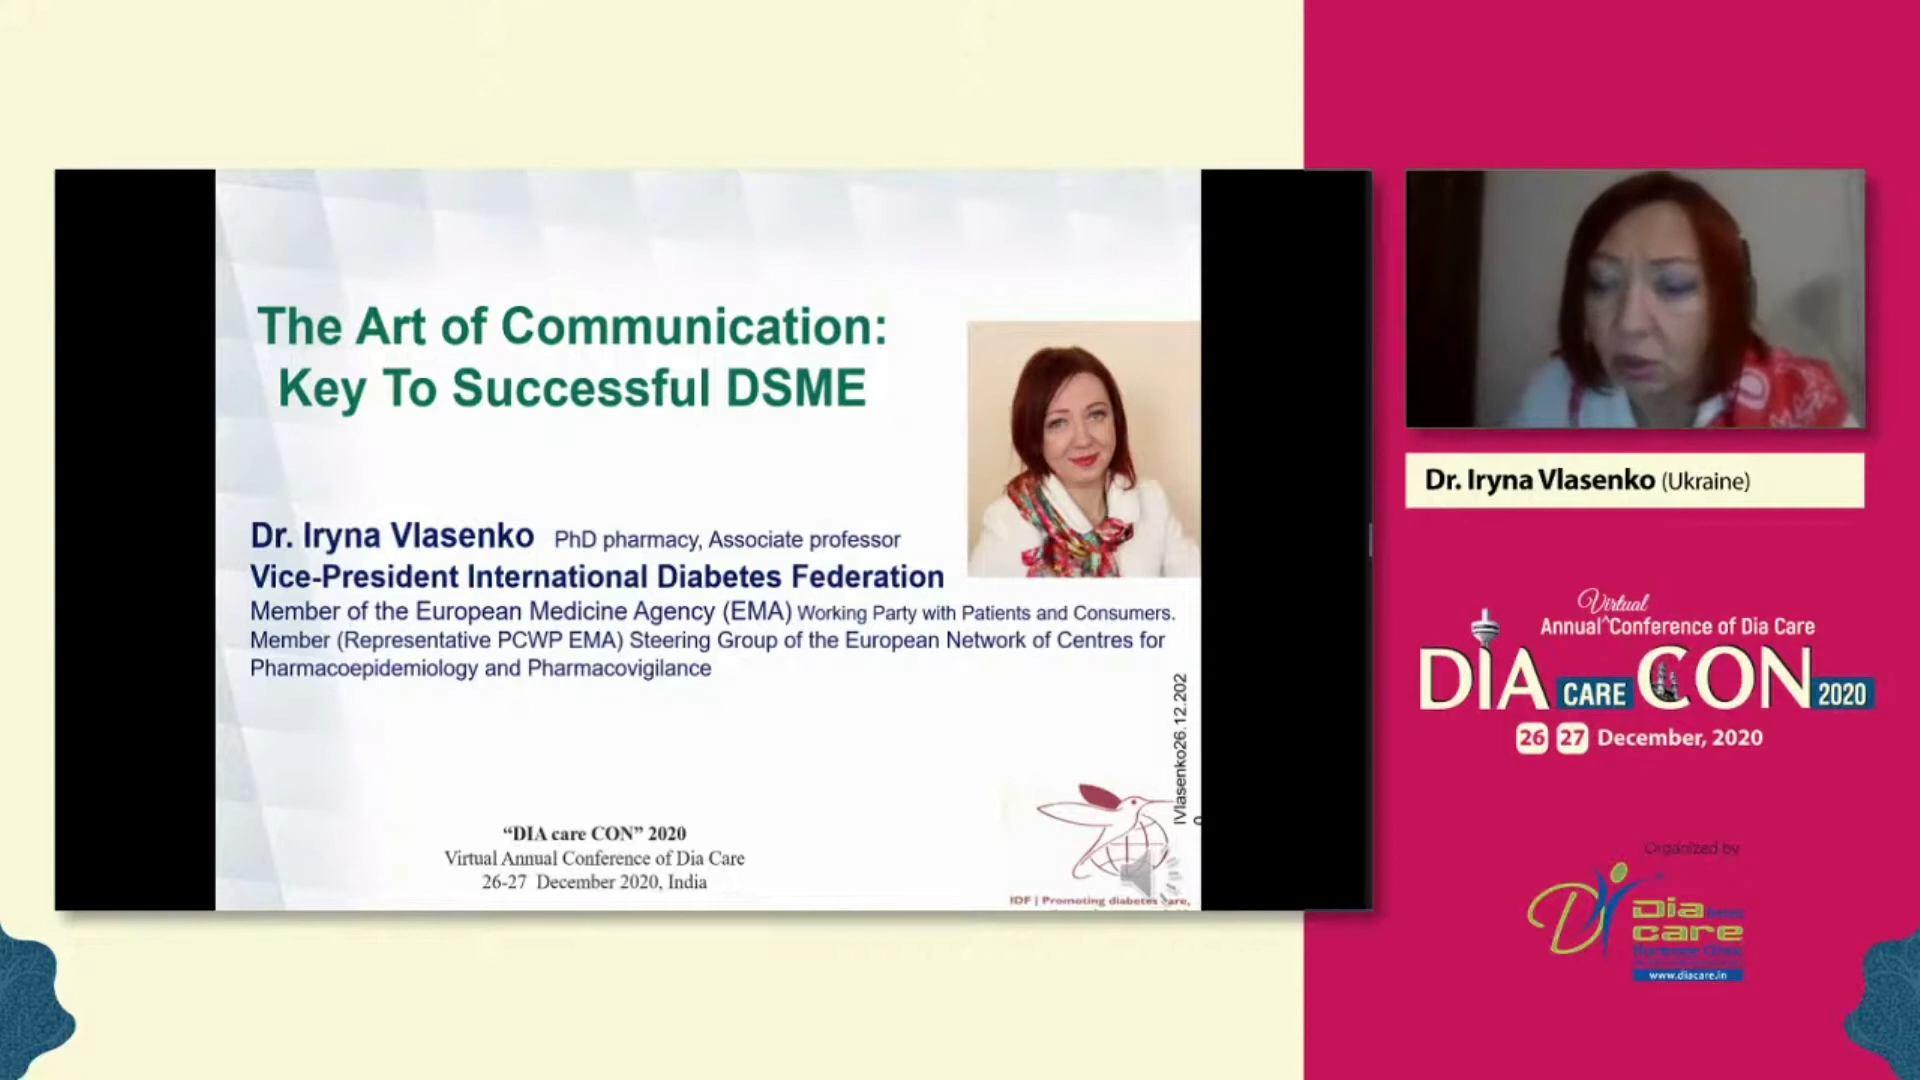 The Art of Communication:
Key To Successful DSME
Dr. Iryna Vlasenko PhD pharmacy, Associate professor
Vice-President International Diabetes Federation
Member of the European Medicine Agency (EMA) Working Party with Patients and Consumers.
Member (Representative PCWP EMA) Steering Group of the European Network of Centres for
Pharmacoepidemiology and Pharmacovigilance
IVlasenko26.12.202
0
“DIA care CON” 2020
Virtual Annual Conference of Dia Care
26-27 December 2020, India
IDF | Promoting diabetes care,
Dr. Iryna Vlasenko (Ukraine)
Virtual
Annual^Conference of Dia Care
DIA CARE CON 2020
26 27 December, 2020
Organized by
Dia
care
www.diacare.in